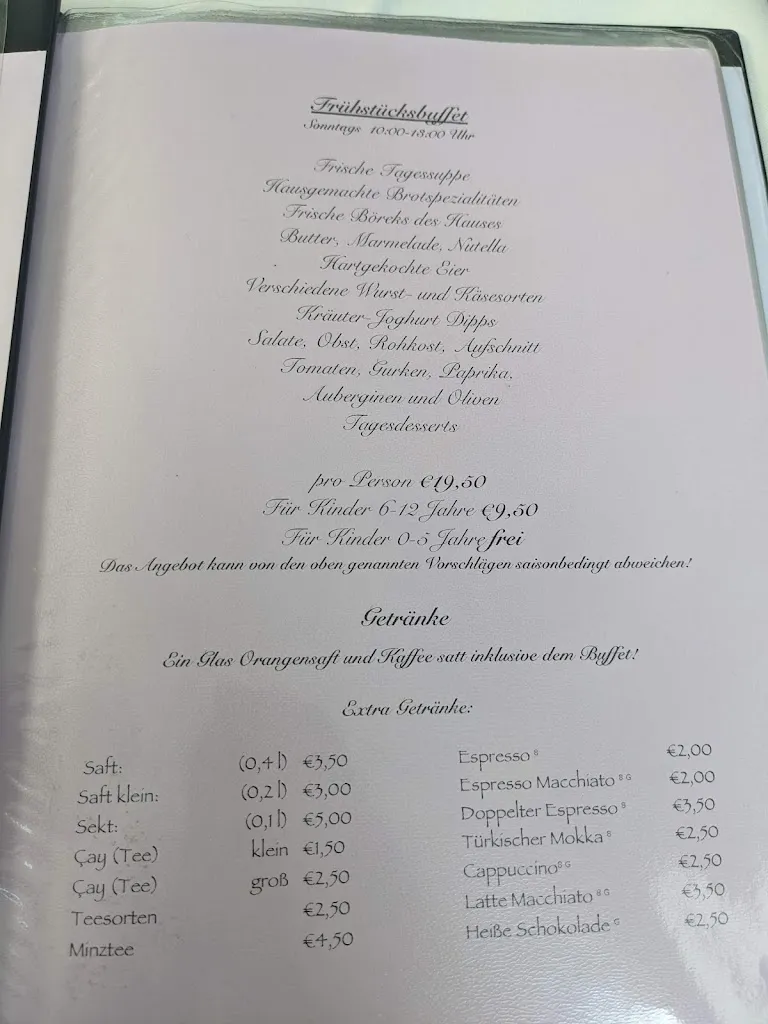 Frühstücksbuffet
Sonntags 10:00-13:00 Uhr
Frische Tagessuppe
Hausgemachte Brotspezialitäten
Frische Böreks des Hauses
Butter, Marmelade, Nutella
Hartgekochte Eier
Verschiedene Wurst- und Käsesorten
Kräuter-Joghurt Dipps
Salate, Obst, Rohkost, Aufschnitt
Tomaten, Gurken, Paprika,
Auberginen und Oliven
Tagesdesserts
pro Person €19,50
Für Kinder 6-12 Jahre €9,50
Für Kinder 0-5 Jahre frei
Das Angebot kann von den oben genannten Vorschlägen saisonbedingt abweichen!
Getränke
Ein Glas Orangensaft und Kaffee satt inklusive dem Buffet!
Extra Getränke:
Saft: (0,4 l) €3,50
Saft klein: (0,2 l) €3,00
Sekt: (0,1 l) €5,00
Çay (Tee) klein €1,50
Çay (Tee) groß €2,50
Teesorten €2,50
Minztee €4,50
Espresso 8 €2,00
Espresso Macchiato 8 G €2,00
Doppelter Espresso 8 €3,50
Türkischer Mokka 8 €2,50
Cappuccino 8 G €2,50
Latte Macchiato 8 G €3,50
Heiße Schokolade G €2,50